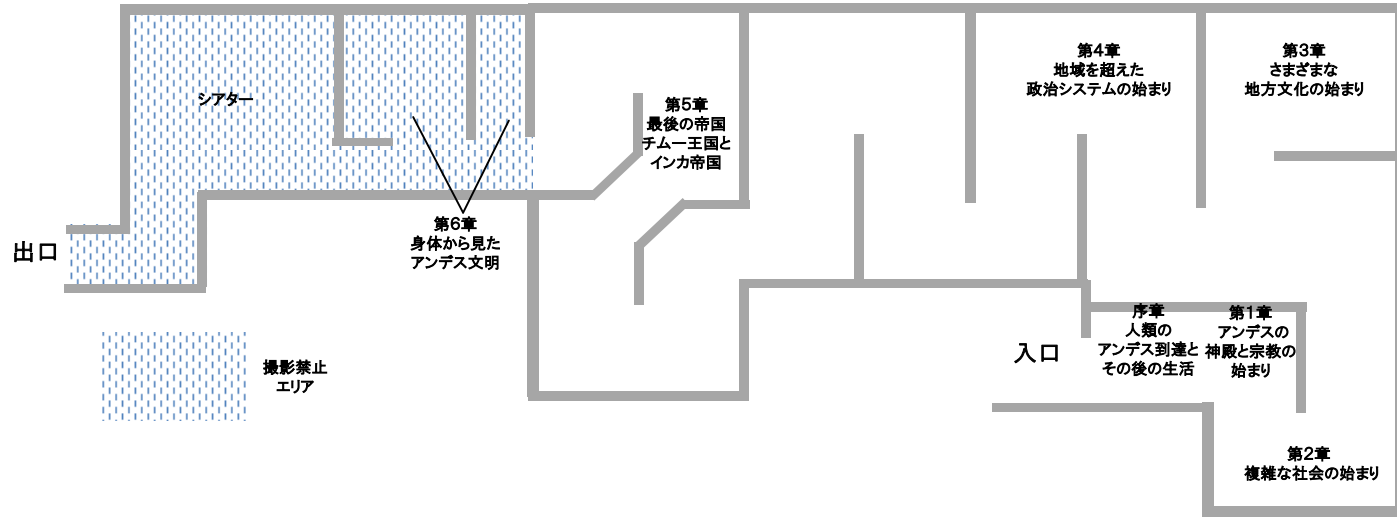 シアター
第6章
身体から見た
アンデス文明
出口
撮影禁止
エリア
第5章
最後の帝国
チムー王国と
インカ帝国
第4章
地域を超えた
政治システムの始まり
第3章
さまざまな
地方文化の始まり
入口
序章
人類の
アンデス到達と
その後の生活
第1章
アンデスの
神殿と宗教の
始まり
第2章
複雑な社会の始まり